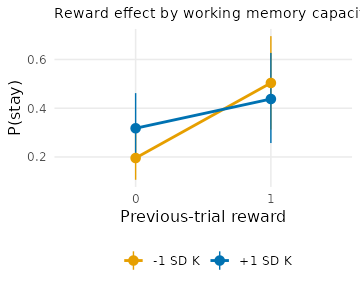 Reward effect by working memory capaci
P(stay)
0.6
0.4
0.2
0
1
Previous-trial reward
-1 SD K
+1 SD K